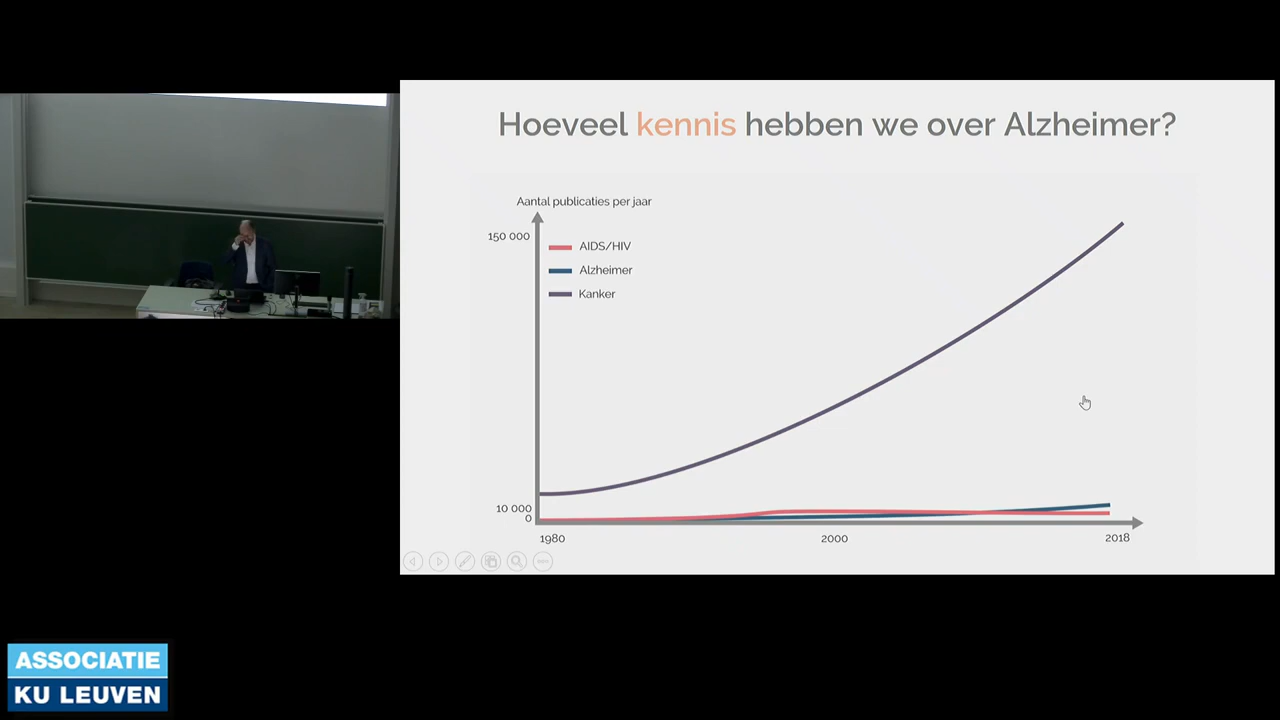 Hoeveel kennis hebben we over Alzheimer?
Aantal publicaties per jaar
150 000
AIDS/HIV
Alzheimer
Kanker
10 000
0
1980
2000
2018
ASSOCIATIE
KU LEUVEN